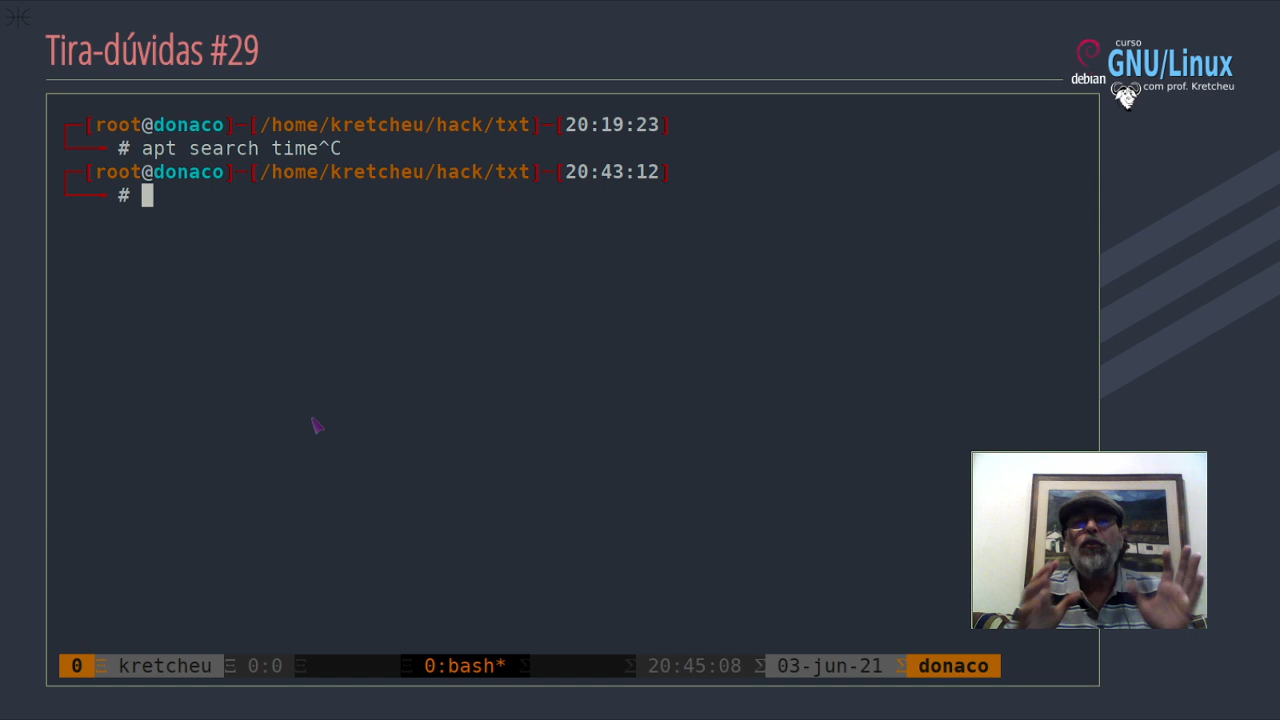 Tira-dúvidas #29
curso
GNU/Linux
debian
com prof. Kretcheu
[root@donaco]-[/home/kretcheu/hack/txt]-[20:19:23]
# apt search time^C
[root@donaco]-[/home/kretcheu/hack/txt]-[20:43:12]
#
0 Ξ kretcheu Ξ 0:0 Ξ Ξ 0:bash* Ξ Σ 20:45:08 Σ 03-jun-21 Σ donaco